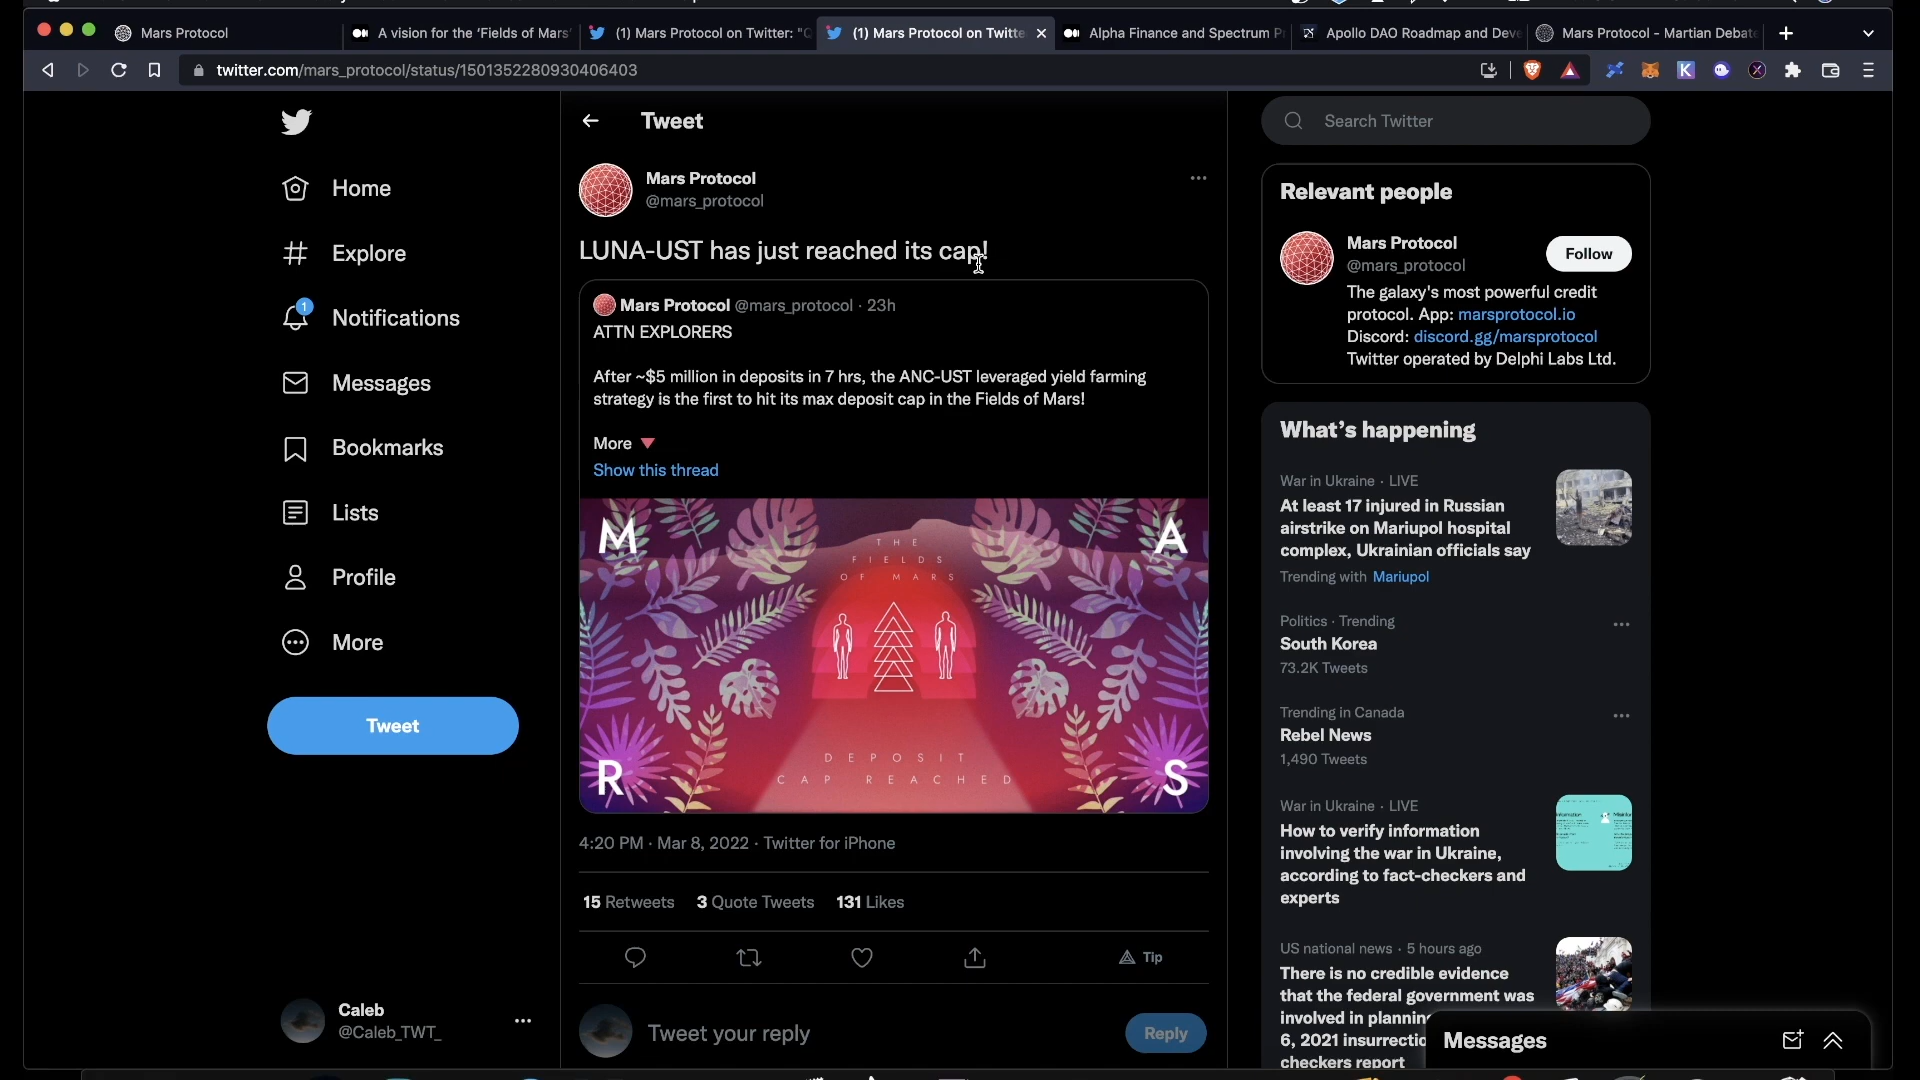 Mars Protocol
A vision for the 'Fields of Mars'
(1) Mars Protocol on Twitter: "
(1) Mars Protocol on Twitte
Alpha Finance and Spectrum P
Apollo DAO Roadmap and Deve
Mars Protocol - Martian Debat
twitter.com/mars_protocol/status/1501352280930406403
Home
Explore
1
Notifications
Messages
Bookmarks
Lists
Profile
More
Tweet
Caleb
@Caleb_TWT_
Tweet
Mars Protocol
@mars_protocol
LUNA-UST has just reached its cap!
Mars Protocol @mars_protocol · 23h
ATTN EXPLORERS
After ~$5 million in deposits in 7 hrs, the ANC-UST leveraged yield farming
strategy is the first to hit its max deposit cap in the Fields of Mars!
More
Show this thread
M A
THE
FIELDS
OF MARS
DEPOSIT
CAP REACHED
R S
4:20 PM · Mar 8, 2022 · Twitter for iPhone
15 Retweets 3 Quote Tweets 131 Likes
Tip
Tweet your reply
Reply
Search Twitter
Relevant people
Mars Protocol
@mars_protocol
Follow
The galaxy's most powerful credit
protocol. App: marsprotocol.io
Discord: discord.gg/marsprotocol
Twitter operated by Delphi Labs Ltd.
What's happening
War in Ukraine · LIVE
At least 17 injured in Russian
airstrike on Mariupol hospital
complex, Ukrainian officials say
Trending with Mariupol
Politics · Trending
South Korea
73.2K Tweets
Trending in Canada
Rebel News
1,490 Tweets
War in Ukraine · LIVE
How to verify information
involving the war in Ukraine,
according to fact-checkers and
experts
US national news · 5 hours ago
There is no credible evidence
that the federal government was
involved in planning
6, 2021 insurrectio
checkers report
Messages